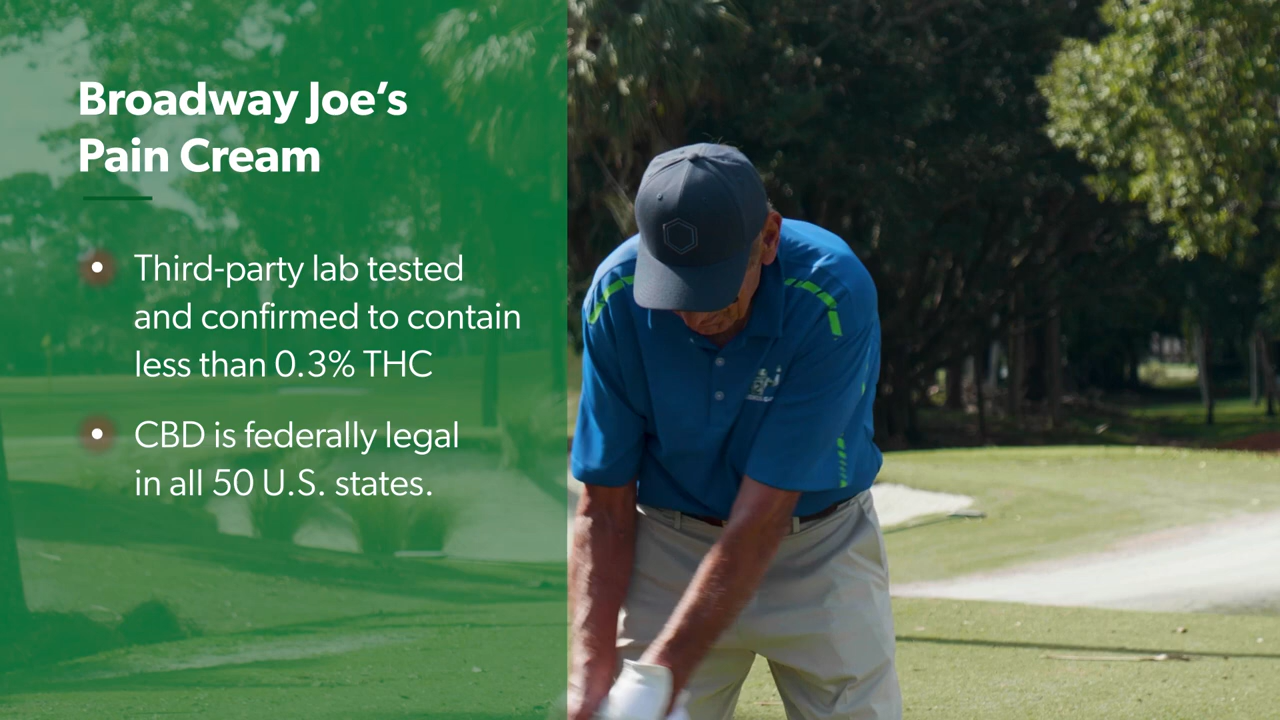 Broadway Joe’s
Pain Cream
• Third-party lab tested
and confirmed to contain
less than 0.3% THC
• CBD is federally legal
in all 50 U.S. states.